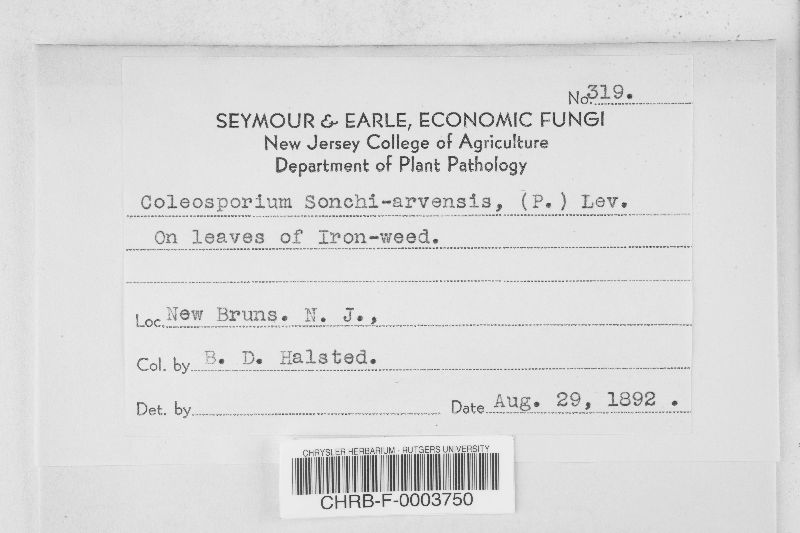 No. 319.
SEYMOUR & EARLE, ECONOMIC FUNGI
New Jersey College of Agriculture
Department of Plant Pathology
Coleosporium Sonchi-arvensis, (P.) Lev.
On leaves of Iron-weed.
Loc. New Bruns. N. J.,
Col. by B. D. Halsted.
Det. by
Date Aug. 29, 1892 .
CHRYSLER HERBARIUM - RUTGERS UNIVERSITY
CHRB-F-0003750